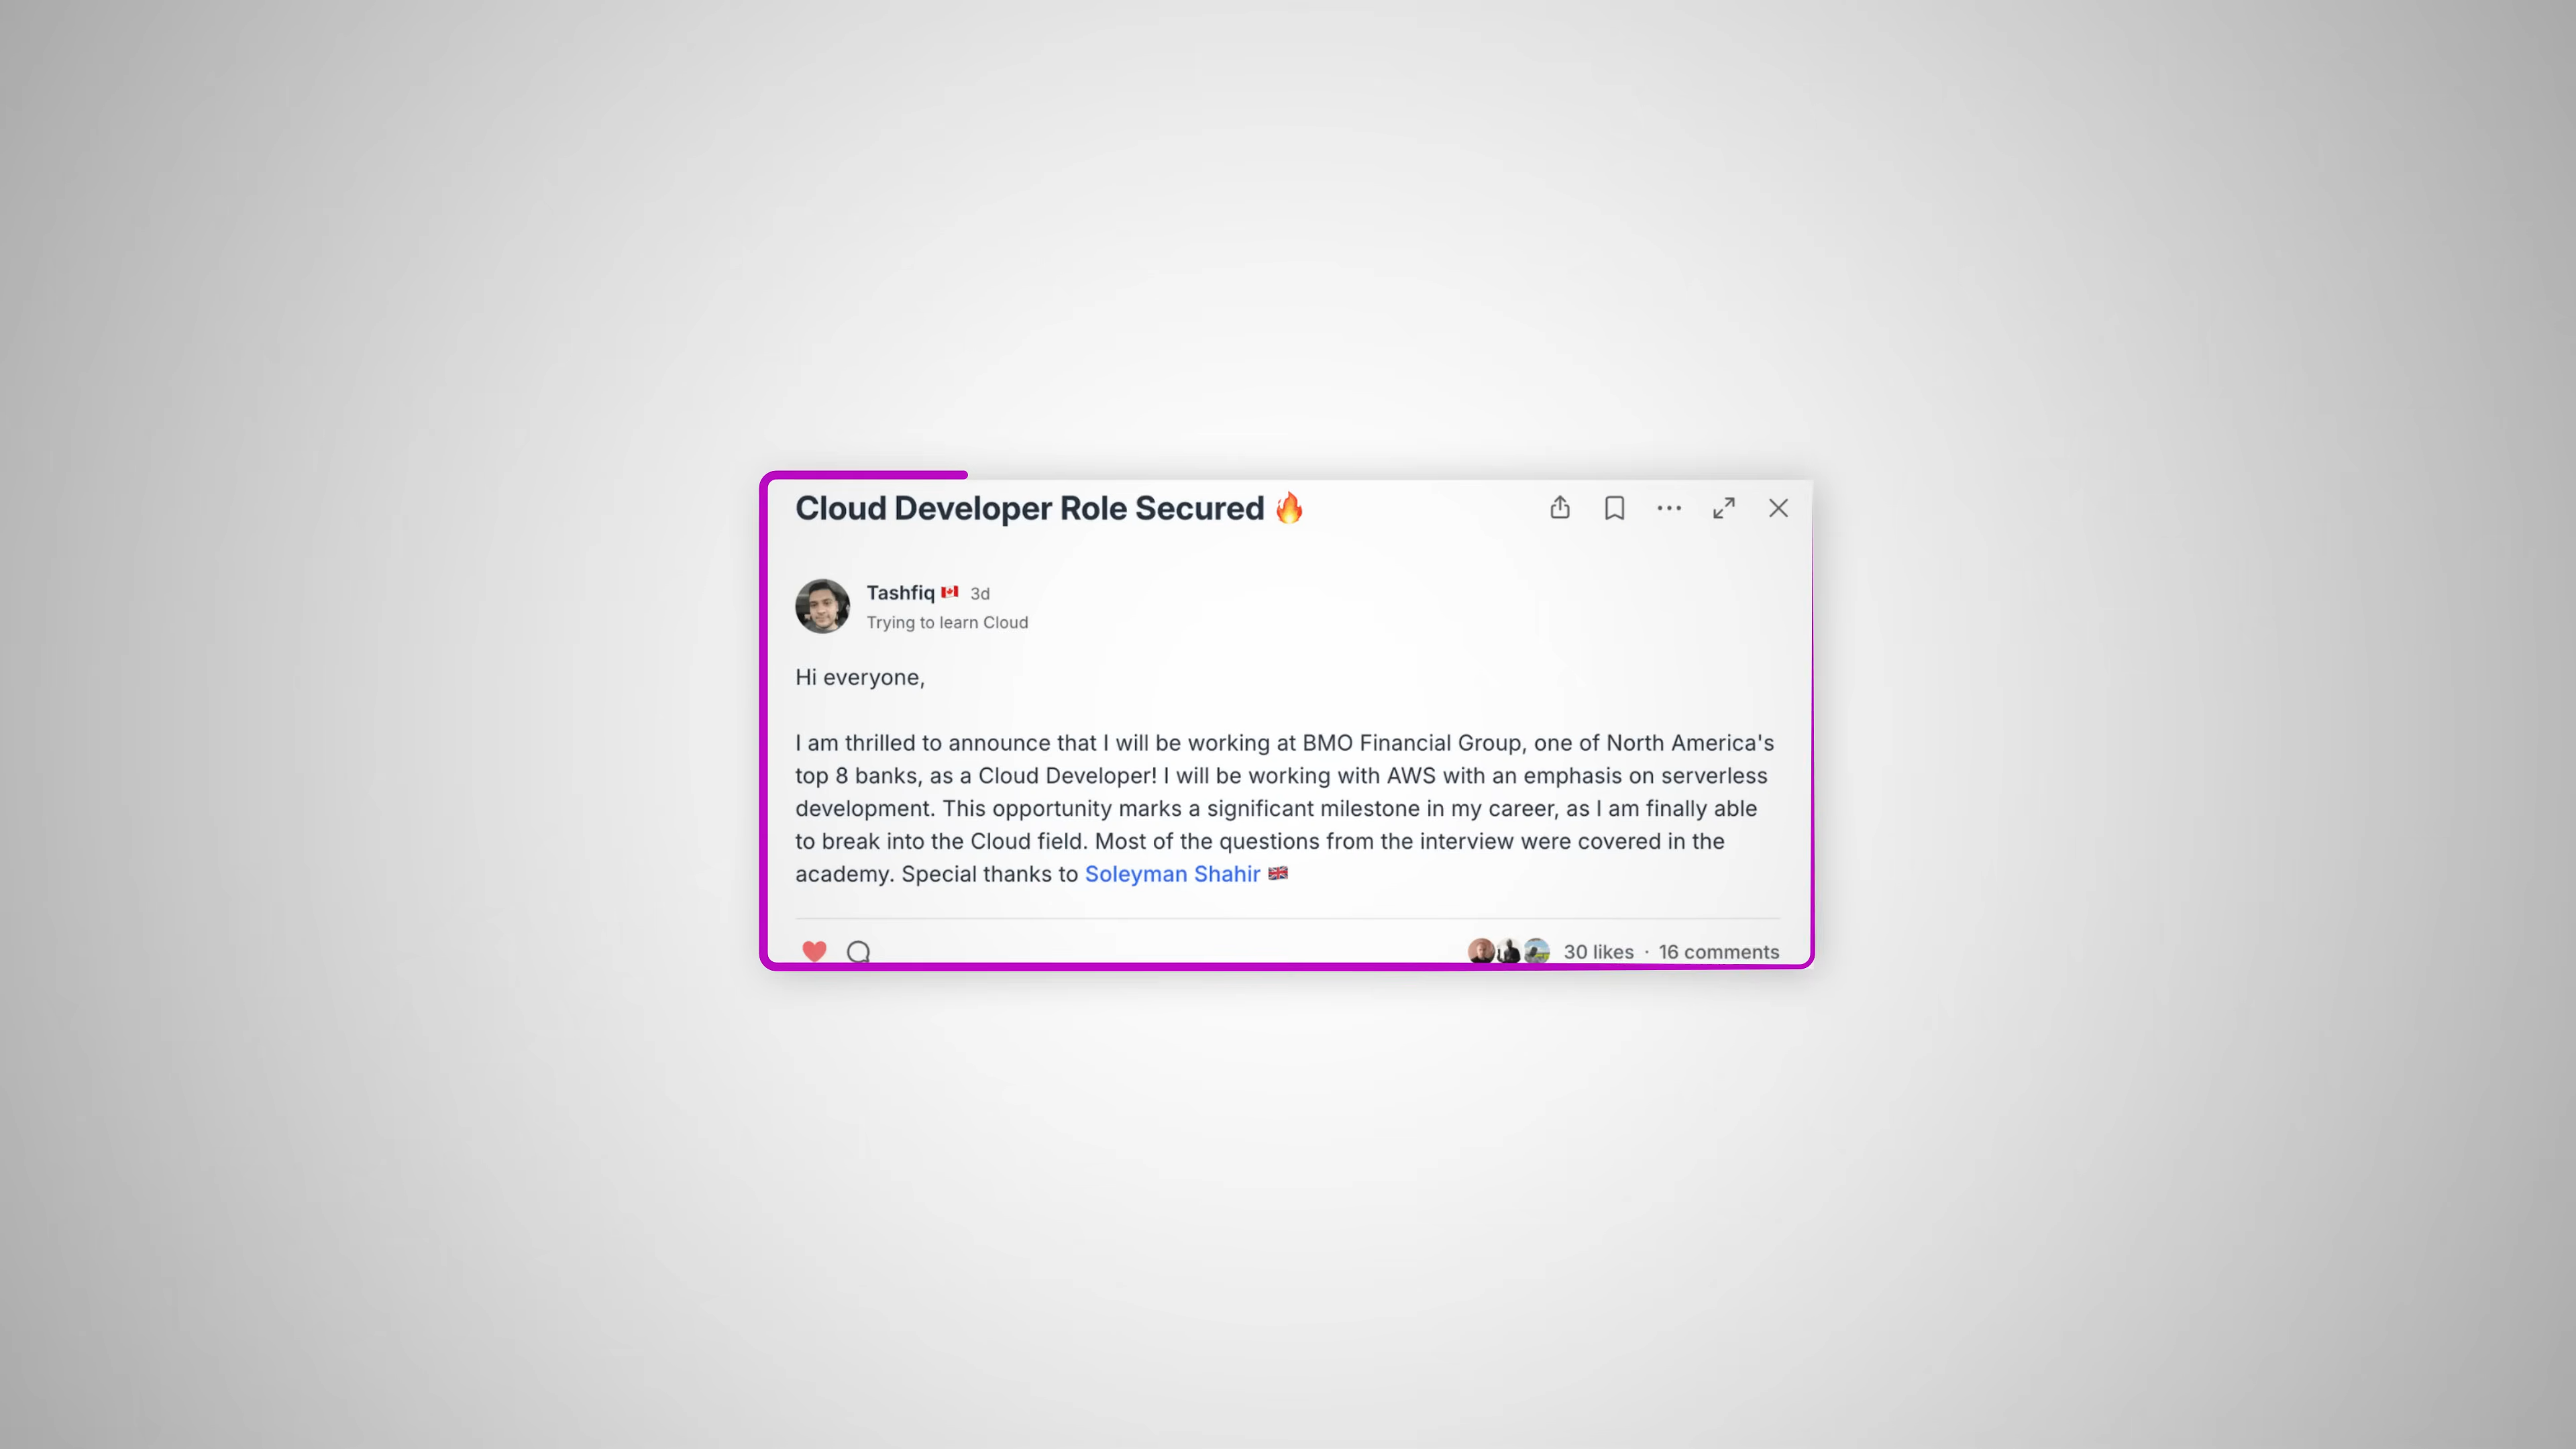 Cloud Developer Role Secured 🔥
Tashfiq 🇨🇦 3d
Trying to learn Cloud
Hi everyone,
I am thrilled to announce that I will be working at BMO Financial Group, one of North America's
top 8 banks, as a Cloud Developer! I will be working with AWS with an emphasis on serverless
development. This opportunity marks a significant milestone in my career, as I am finally able
to break into the Cloud field. Most of the questions from the interview were covered in the
academy. Special thanks to Soleyman Shahir 🇬🇧
30 likes · 16 comments